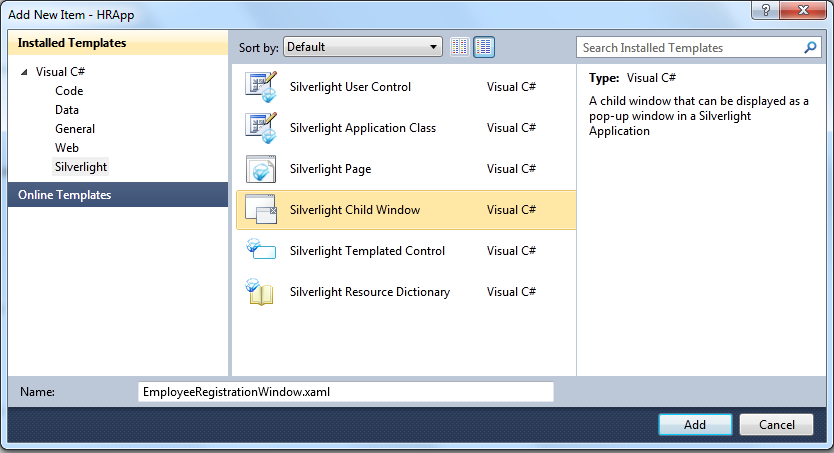 Add New Item - HRApp
Installed Templates
Visual C#
Code
Data
General
Web
Silverlight
Online Templates
Sort by: Default
Silverlight User Control Visual C#
Silverlight Application Class Visual C#
Silverlight Page Visual C#
Silverlight Child Window Visual C#
Silverlight Templated Control Visual C#
Silverlight Resource Dictionary Visual C#
Search Installed Templates
Type: Visual C#
A child window that can be displayed as a
pop-up window in a Silverlight
Application
Name: EmployeeRegistrationWindow.xaml
Add Cancel